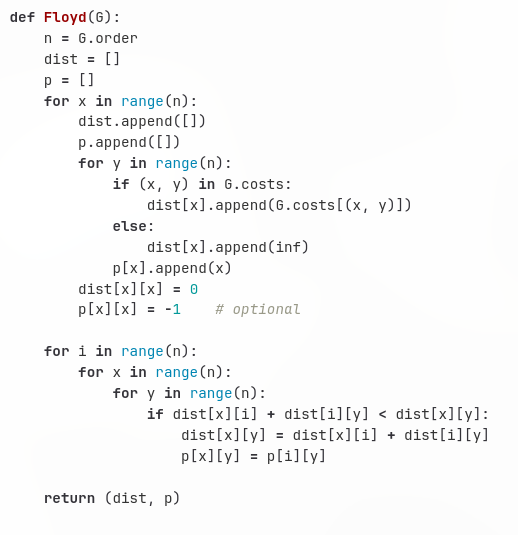 def Floyd(G):
    n = G.order
    dist = []
    p = []
    for x in range(n):
        dist.append([])
        p.append([])
        for y in range(n):
            if (x, y) in G.costs:
                dist[x].append(G.costs[(x, y)])
            else:
                dist[x].append(inf)
            p[x].append(x)
        dist[x][x] = 0
        p[x][x] = -1    # optional

    for i in range(n):
        for x in range(n):
            for y in range(n):
                if dist[x][i] + dist[i][y] < dist[x][y]:
                    dist[x][y] = dist[x][i] + dist[i][y]
                    p[x][y] = p[i][y]

    return (dist, p)